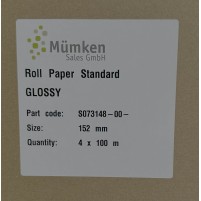 Mümken
Sales GmbH
Roll Paper Standard
GLOSSY
Part code: S073148-00-
Size: 152 mm
Quantity: 4 x 100 m